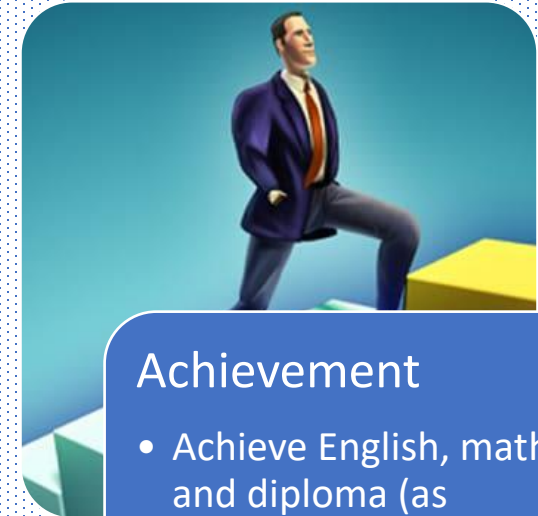 Achievement
• Achieve English, math
and diploma (as